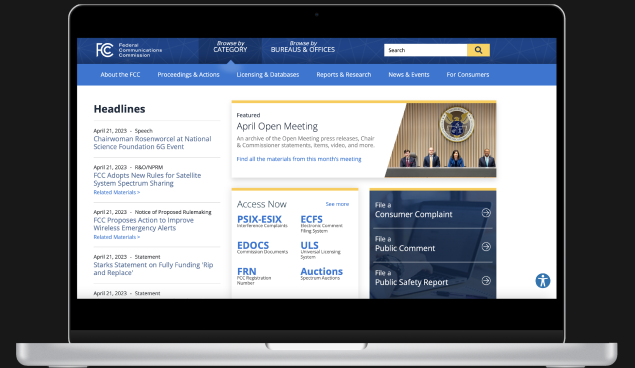 FCC
Federal
Communications
Commission
Browse by
CATEGORY
Browse by
BUREAUS & OFFICES
Search
About the FCC
Proceedings & Actions
Licensing & Databases
Reports & Research
News & Events
For Consumers
Headlines
April 21, 2023 - Speech
Chairwoman Rosenworcel at National
Science Foundation 6G Event
April 21, 2023 - R&O/NPRM
FCC Adopts New Rules for Satellite
System Spectrum Sharing
Related Materials >
April 21, 2023 - Notice of Proposed Rulemaking
FCC Proposes Action to Improve
Wireless Emergency Alerts
Related Materials >
April 21, 2023 - Statement
Starks Statement on Fully Funding 'Rip
and Replace'
April 21, 2023 - Statement
Featured
April Open Meeting
An archive of the Open Meeting press releases, Chair
& Commissioner statements, items, video, and more.
Find all the materials from this month's meeting
Access Now
See more
PSIX-ESIX
Interference Complaints
ECFS
Electronic Comment
Filing System
EDOCS
Commission Documents
ULS
Universal Licensing
System
FRN
FCC Registration
Number
Auctions
Spectrum Auctions
File a
Consumer Complaint
File a
Public Comment
File a
Public Safety Report